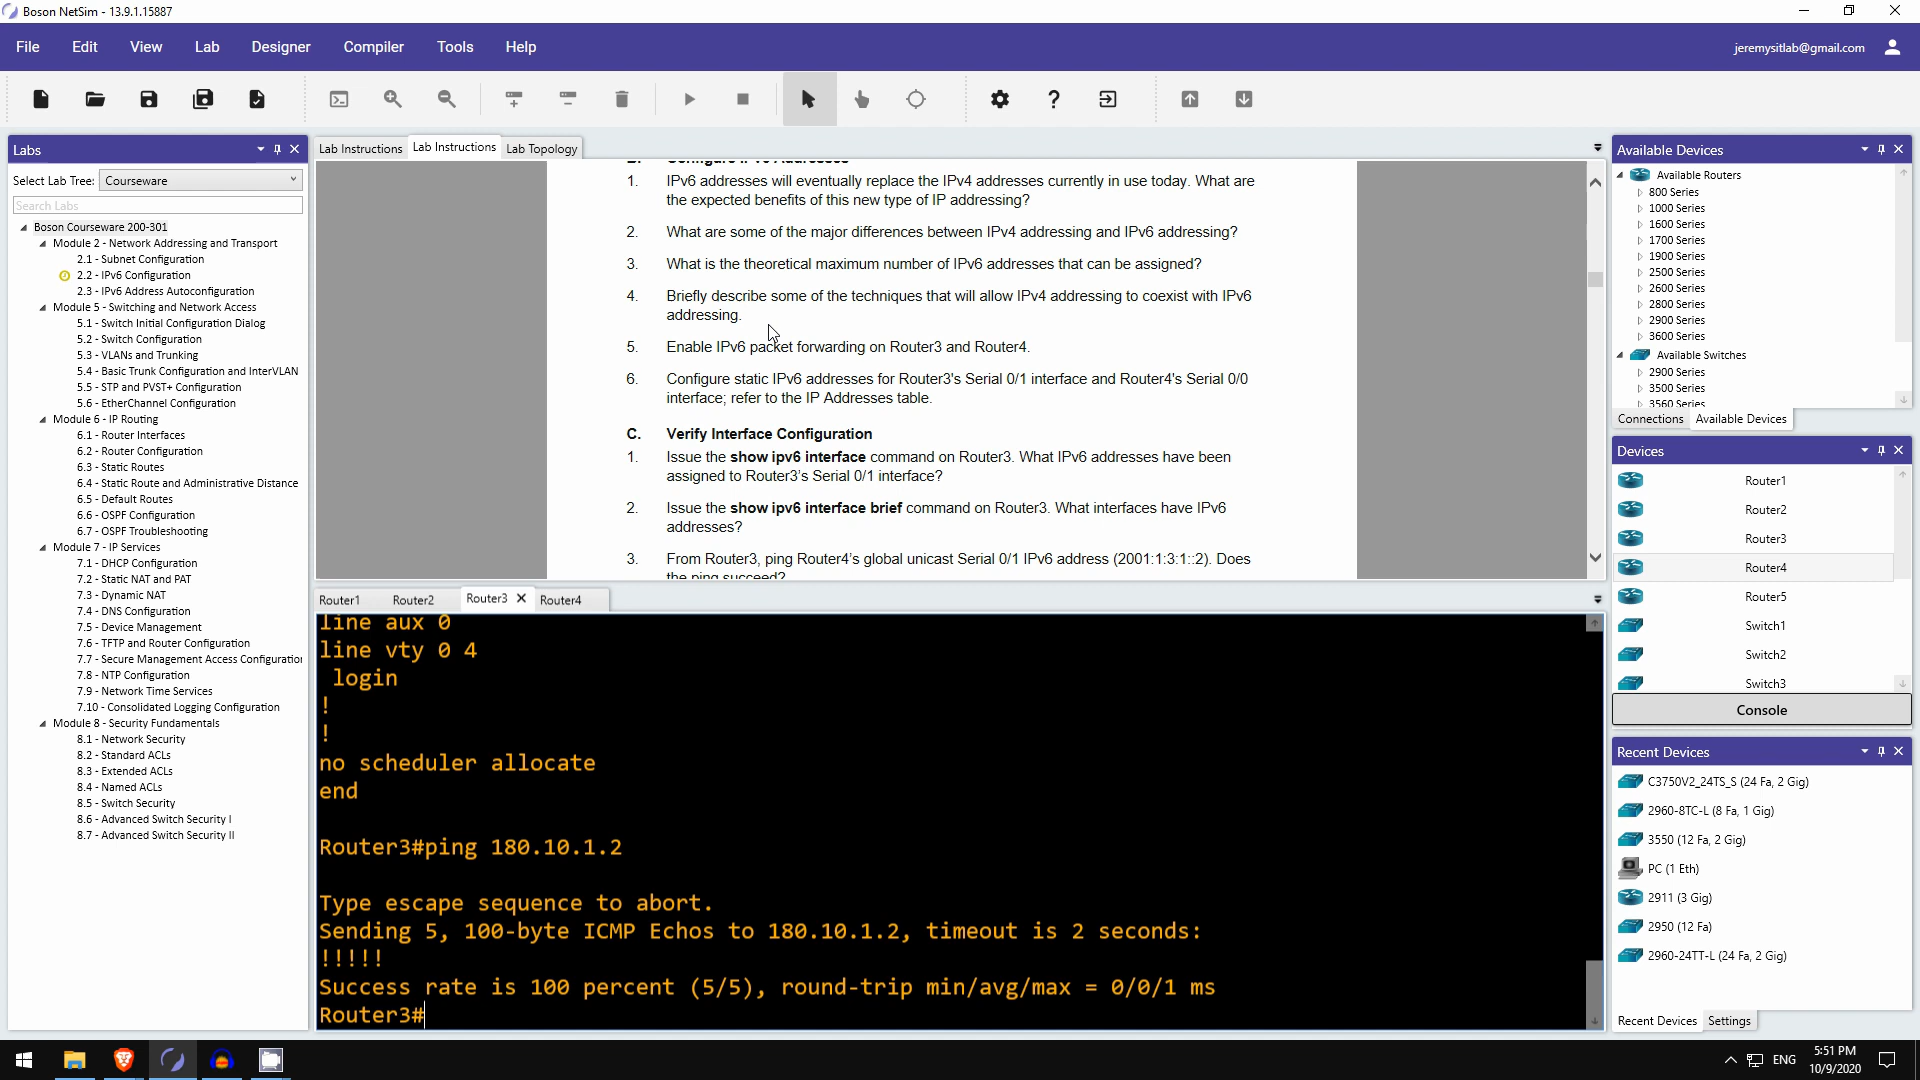 Boson NetSim - 13.9.1.15887
File Edit View Lab Designer Compiler Tools Help
jeremysitlab@gmail.com
Labs
Select Lab Tree: Courseware
Search Labs
Boson Courseware 200-301
Module 2 - Network Addressing and Transport
2.1 - Subnet Configuration
2.2 - IPv6 Configuration
2.3 - IPv6 Address Autoconfiguration
Module 5 - Switching and Network Access
5.1 - Switch Initial Configuration Dialog
5.2 - Switch Configuration
5.3 - VLANs and Trunking
5.4 - Basic Trunk Configuration and InterVLAN
5.5 - STP and PVST+ Configuration
5.6 - EtherChannel Configuration
Module 6 - IP Routing
6.1 - Router Interfaces
6.2 - Router Configuration
6.3 - Static Routes
6.4 - Static Route and Administrative Distance
6.5 - Default Routes
6.6 - OSPF Configuration
6.7 - OSPF Troubleshooting
Module 7 - IP Services
7.1 - DHCP Configuration
7.2 - Static NAT and PAT
7.3 - Dynamic NAT
7.4 - DNS Configuration
7.5 - Device Management
7.6 - TFTP and Router Configuration
7.7 - Secure Management Access Configuration
7.8 - NTP Configuration
7.9 - Network Time Services
7.10 - Consolidated Logging Configuration
Module 8 - Security Fundamentals
8.1 - Network Security
8.2 - Standard ACLs
8.3 - Extended ACLs
8.4 - Named ACLs
8.5 - Switch Security
8.6 - Advanced Switch Security I
8.7 - Advanced Switch Security II
Lab Instructions Lab Instructions Lab Topology
1. IPv6 addresses will eventually replace the IPv4 addresses currently in use today. What are
the expected benefits of this new type of IP addressing?
2. What are some of the major differences between IPv4 addressing and IPv6 addressing?
3. What is the theoretical maximum number of IPv6 addresses that can be assigned?
4. Briefly describe some of the techniques that will allow IPv4 addressing to coexist with IPv6
addressing.
5. Enable IPv6 packet forwarding on Router3 and Router4.
6. Configure static IPv6 addresses for Router3's Serial 0/1 interface and Router4's Serial 0/0
interface; refer to the IP Addresses table.
C. Verify Interface Configuration
1. Issue the show ipv6 interface command on Router3. What IPv6 addresses have been
assigned to Router3's Serial 0/1 interface?
2. Issue the show ipv6 interface brief command on Router3. What interfaces have IPv6
addresses?
3. From Router3, ping Router4's global unicast Serial 0/1 IPv6 address (2001:1:3:1::2). Does
the ping succeed?
Router1 Router2 Router3 Router4
line aux 0
line vty 0 4
login
!
!
no scheduler allocate
end
Router3#ping 180.10.1.2
Type escape sequence to abort.
Sending 5, 100-byte ICMP Echos to 180.10.1.2, timeout is 2 seconds:
!!!!!
Success rate is 100 percent (5/5), round-trip min/avg/max = 0/0/1 ms
Router3#
Available Devices
Available Routers
800 Series
1000 Series
1600 Series
1700 Series
1900 Series
2500 Series
2600 Series
2800 Series
2900 Series
3600 Series
Available Switches
2900 Series
3500 Series
3560 Series
Connections Available Devices
Devices
Router1
Router2
Router3
Router4
Router5
Switch1
Switch2
Switch3
Console
Recent Devices
C3750V2_24TS_S (24 Fa, 2 Gig)
2960-8TC-L (8 Fa, 1 Gig)
3550 (12 Fa, 2 Gig)
PC (1 Eth)
2911 (3 Gig)
2950 (12 Fa)
2960-24TT-L (24 Fa, 2 Gig)
Recent Devices Settings
ENG
5:51 PM
10/9/2020